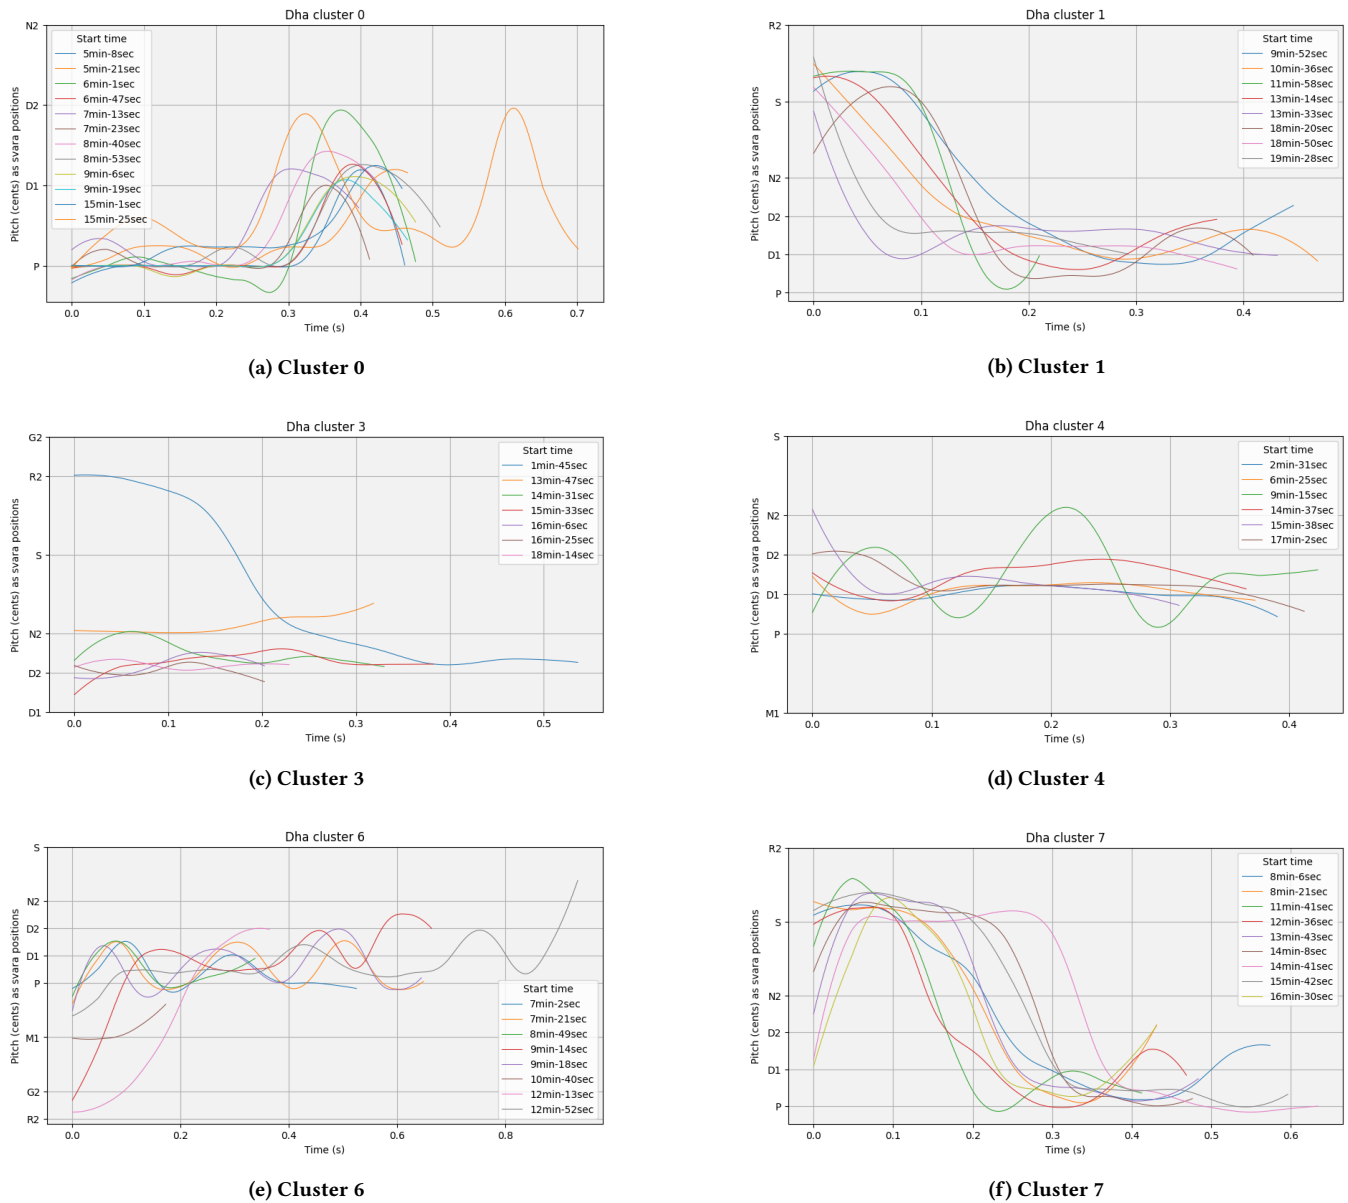 Dha cluster 0
N2
D2
D1
P
Pitch (cents) as svara positions
Start time
5min-8sec
5min-21sec
6min-1sec
6min-47sec
7min-13sec
7min-23sec
8min-40sec
8min-53sec
9min-6sec
9min-19sec
15min-1sec
15min-25sec
0.0 0.1 0.2 0.3 0.4 0.5 0.6 0.7
Time (s)
(a) Cluster 0
Dha cluster 1
R2
S
N2
D2
D1
P
Pitch (cents) as svara positions
Start time
9min-52sec
10min-36sec
11min-58sec
13min-14sec
13min-33sec
18min-20sec
18min-50sec
19min-28sec
0.0 0.1 0.2 0.3 0.4
Time (s)
(b) Cluster 1
Dha cluster 3
G2
R2
S
N2
D2
D1
Pitch (cents) as svara positions
Start time
1min-45sec
13min-47sec
14min-31sec
15min-33sec
16min-6sec
16min-25sec
18min-14sec
0.0 0.1 0.2 0.3 0.4 0.5
Time (s)
(c) Cluster 3
Dha cluster 4
S
N2
D2
D1
P
M1
Pitch (cents) as svara positions
Start time
2min-31sec
6min-25sec
9min-15sec
14min-37sec
15min-38sec
17min-2sec
0.0 0.1 0.2 0.3 0.4
Time (s)
(d) Cluster 4
Dha cluster 6
S
N2
D2
D1
P
M1
G2
R2
Pitch (cents) as svara positions
Start time
7min-2sec
7min-21sec
8min-49sec
9min-14sec
9min-18sec
10min-40sec
12min-13sec
12min-52sec
0.0 0.2 0.4 0.6 0.8
Time (s)
(e) Cluster 6
Dha cluster 7
R2
S
N2
D2
D1
P
Pitch (cents) as svara positions
Start time
8min-6sec
8min-21sec
11min-41sec
12min-36sec
13min-43sec
14min-8sec
14min-41sec
15min-42sec
16min-30sec
0.0 0.1 0.2 0.3 0.4 0.5 0.6
Time (s)
(f) Cluster 7